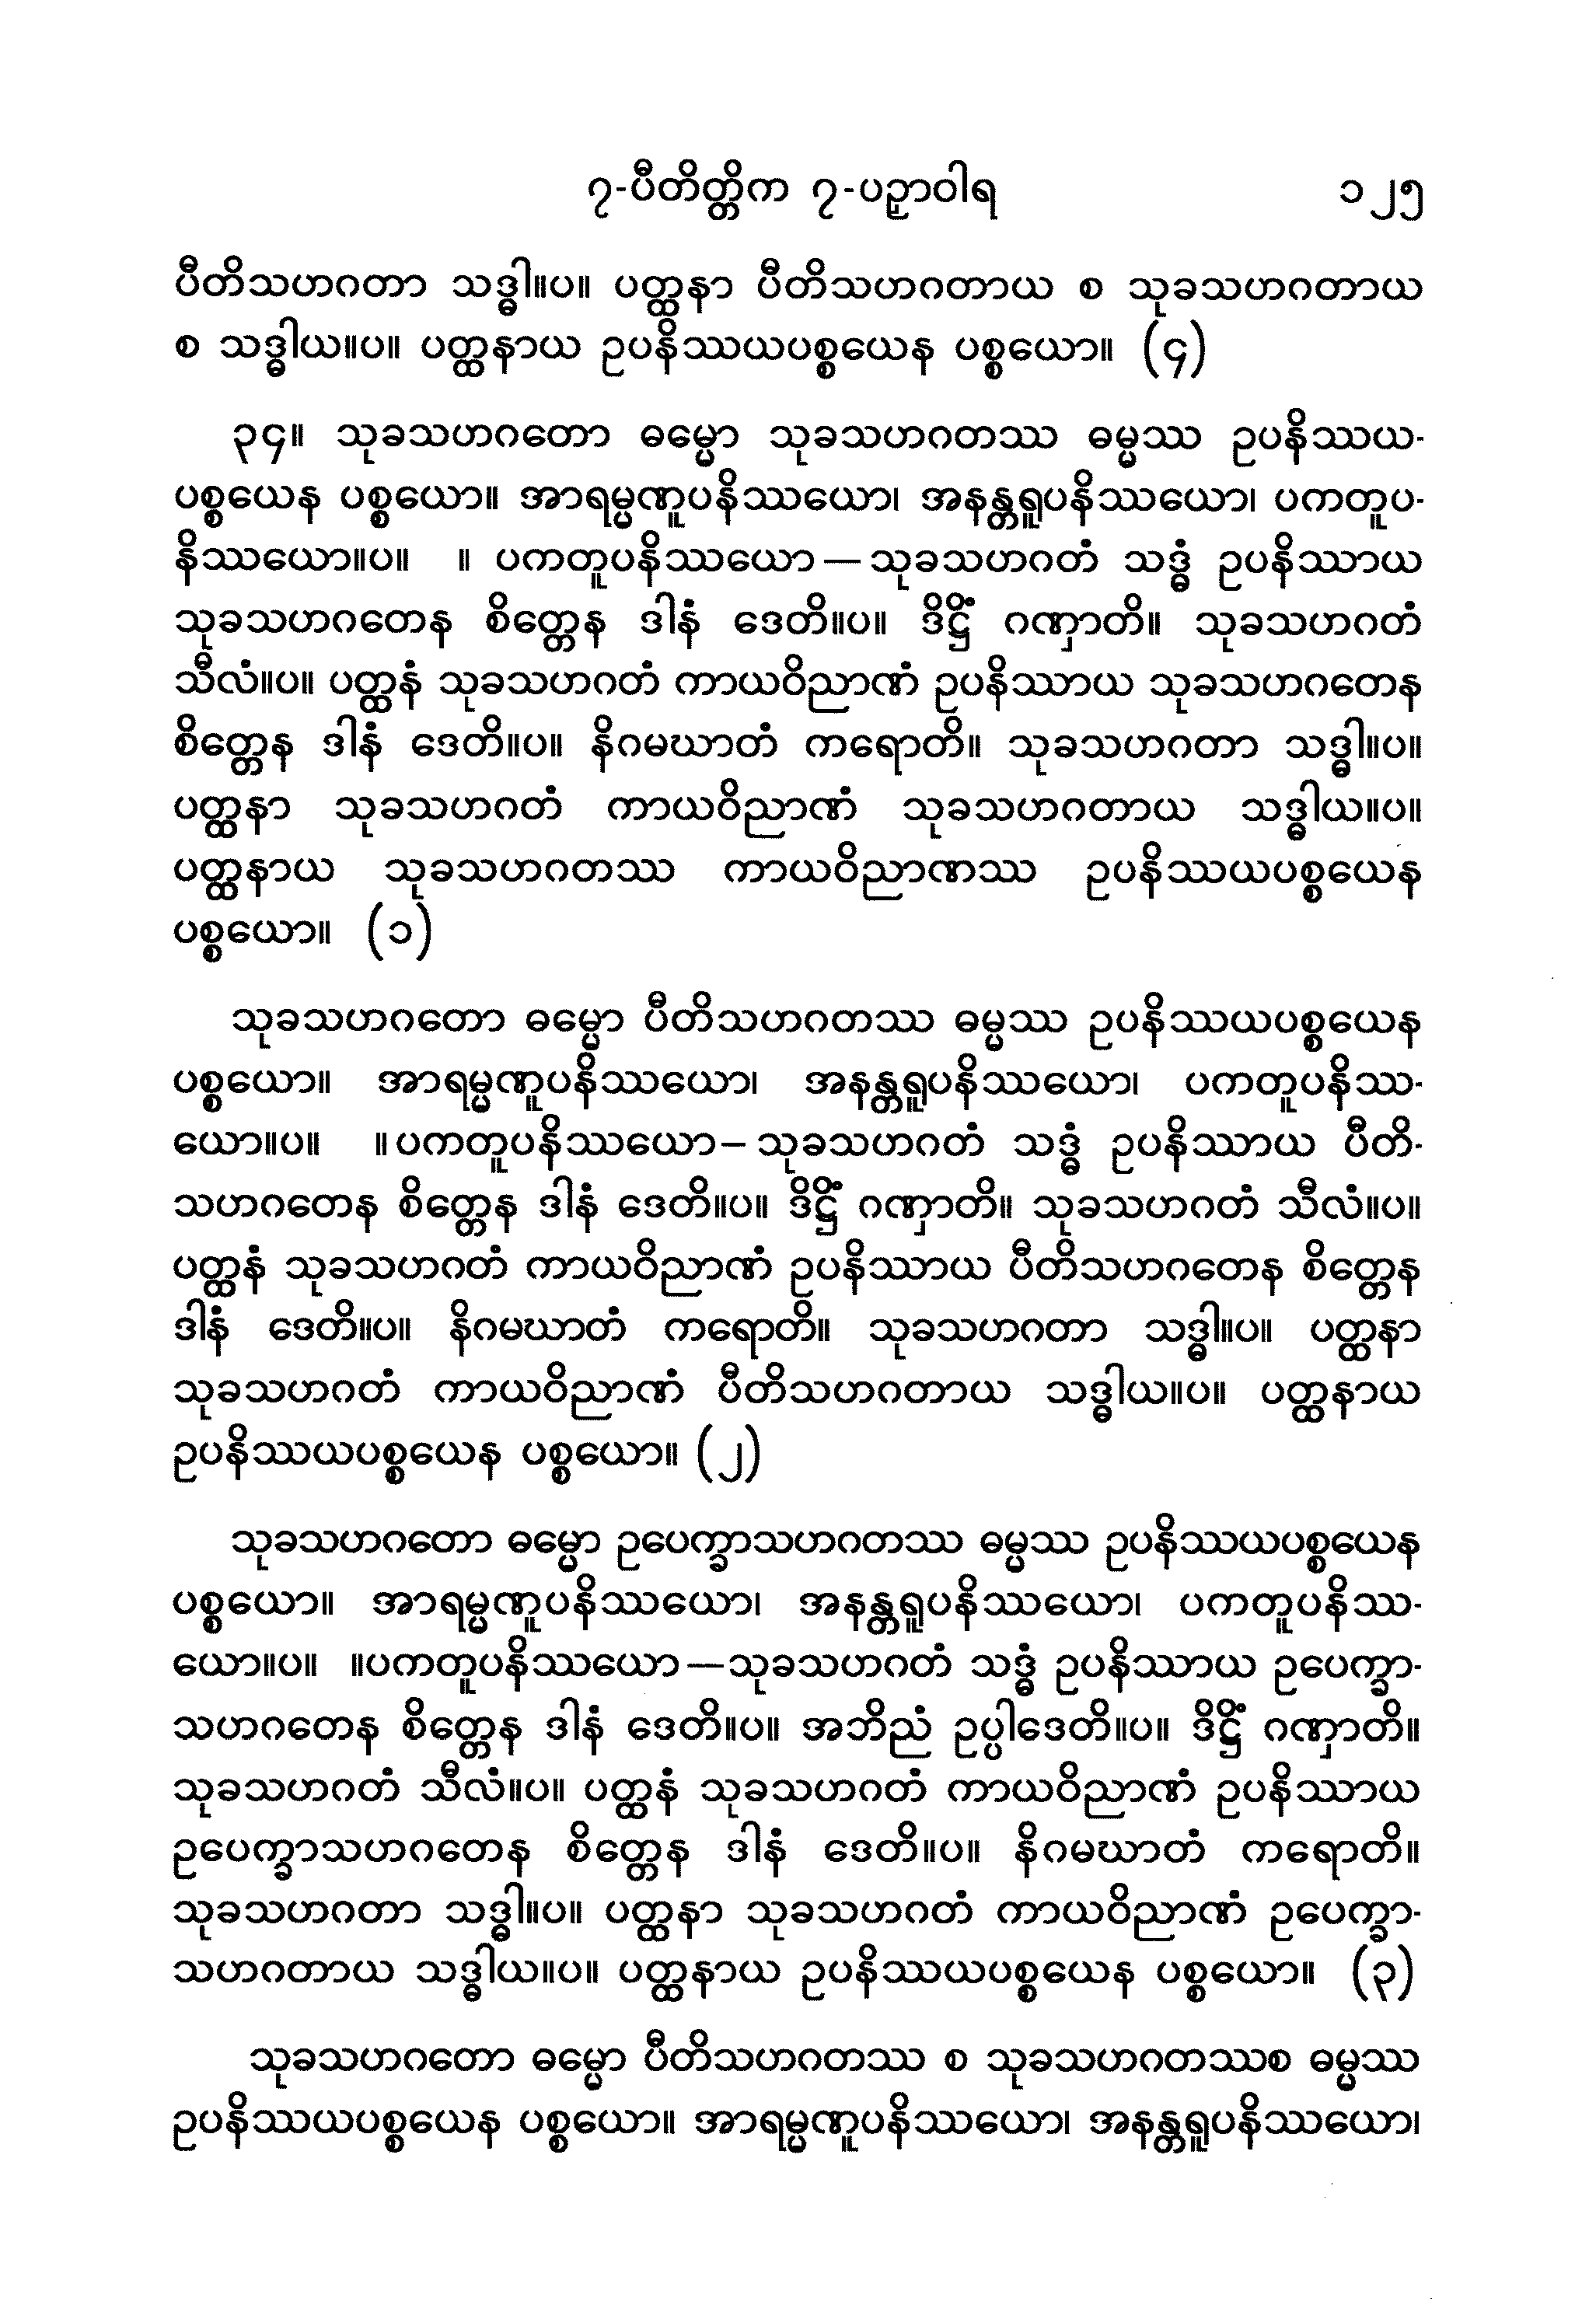 ၇-ပီတိတ္တိက ၇-ပဉှာဝါရ ၁၂၅
ပီတိသဟဂတာ သဒ္ဓါ။ပ။ ပတ္ထနာ ပီတိသဟဂတာယ စ သုခသဟဂတာယ
စ သဒ္ဓါယ။ပ။ ပတ္ထနာယ ဥပနိဿယပစ္စယေန ပစ္စယော။ (၄)
၃၄။ သုခသဟဂတော ဓမ္မော သုခသဟဂတဿ ဓမ္မဿ ဥပနိဿယ-
ပစ္စယေန ပစ္စယော။ အာရမ္မဏူပနိဿယော၊ အနန္တရူပနိဿယော၊ ပကတူပ-
နိဿယော။ပ။ ။ ပကတူပနိဿယော — သုခသဟဂတံ သဒ္ဓံ ဥပနိဿာယ
သုခသဟဂတေန စိတ္တေန ဒါနံ ဒေတိ။ပ။ ဒိဋ္ဌိံ ဂဏှာတိ။ သုခသဟဂတံ
သီလံ။ပ။ ပတ္ထနံ သုခသဟဂတံ ကာယဝိညာဏံ ဥပနိဿာယ သုခသဟဂတေန
စိတ္တေန ဒါနံ ဒေတိ။ပ။ နိဂမဃာတံ ကရောတိ။ သုခသဟဂတာ သဒ္ဓါ။ပ။
ပတ္ထနာ သုခသဟဂတံ ကာယဝိညာဏံ သုခသဟဂတာယ သဒ္ဓါယ။ပ။
ပတ္ထနာယ သုခသဟဂတဿ ကာယဝိညာဏဿ ဥပနိဿယပစ္စယေန
ပစ္စယော။ (၁)
သုခသဟဂတော ဓမ္မော ပီတိသဟဂတဿ ဓမ္မဿ ဥပနိဿယပစ္စယေန
ပစ္စယော။ အာရမ္မဏူပနိဿယော၊ အနန္တရူပနိဿယော၊ ပကတူပနိဿ-
ယော။ပ။ ။ ပကတူပနိဿယော – သုခသဟဂတံ သဒ္ဓံ ဥပနိဿာယ ပီတိ-
သဟဂတေန စိတ္တေန ဒါနံ ဒေတိ။ပ။ ဒိဋ္ဌိံ ဂဏှာတိ။ သုခသဟဂတံ သီလံ။ပ။
ပတ္ထနံ သုခသဟဂတံ ကာယဝိညာဏံ ဥပနိဿာယ ပီတိသဟဂတေန စိတ္တေန
ဒါနံ ဒေတိ။ပ။ နိဂမဃာတံ ကရောတိ။ သုခသဟဂတာ သဒ္ဓါ။ပ။ ပတ္ထနာ
သုခသဟဂတံ ကာယဝိညာဏံ ပီတိသဟဂတာယ သဒ္ဓါယ။ပ။ ပတ္ထနာယ
ဥပနိဿယပစ္စယေန ပစ္စယော။ (၂)
သုခသဟဂတော ဓမ္မော ဥပေက္ခာသဟဂတဿ ဓမ္မဿ ဥပနိဿယပစ္စယေန
ပစ္စယော။ အာရမ္မဏူပနိဿယော၊ အနန္တရူပနိဿယော၊ ပကတူပနိဿ-
ယော။ပ။ ။ပကတူပနိဿယော — သုခသဟဂတံ သဒ္ဓံ ဥပနိဿာယ ဥပေက္ခာ-
သဟဂတေန စိတ္တေန ဒါနံ ဒေတိ။ပ။ အဘိညံ ဥပ္ပါဒေတိ။ပ။ ဒိဋ္ဌိံ ဂဏှာတိ။
သုခသဟဂတံ သီလံ။ပ။ ပတ္ထနံ သုခသဟဂတံ ကာယဝိညာဏံ ဥပနိဿာယ
ဥပေက္ခာသဟဂတေန စိတ္တေန ဒါနံ ဒေတိ။ပ။ နိဂမဃာတံ ကရောတိ။
သုခသဟဂတာ သဒ္ဓါ။ပ။ ပတ္ထနာ သုခသဟဂတံ ကာယဝိညာဏံ ဥပေက္ခာ-
သဟဂတာယ သဒ္ဓါယ။ပ။ ပတ္ထနာယ ဥပနိဿယပစ္စယေန ပစ္စယော။ (၃)
သုခသဟဂတော ဓမ္မော ပီတိသဟဂတဿ စ သုခသဟဂတဿစ ဓမ္မဿ
ဥပနိဿယပစ္စယေန ပစ္စယော။ အာရမ္မဏူပနိဿယော၊ အနန္တရူပနိဿယော၊